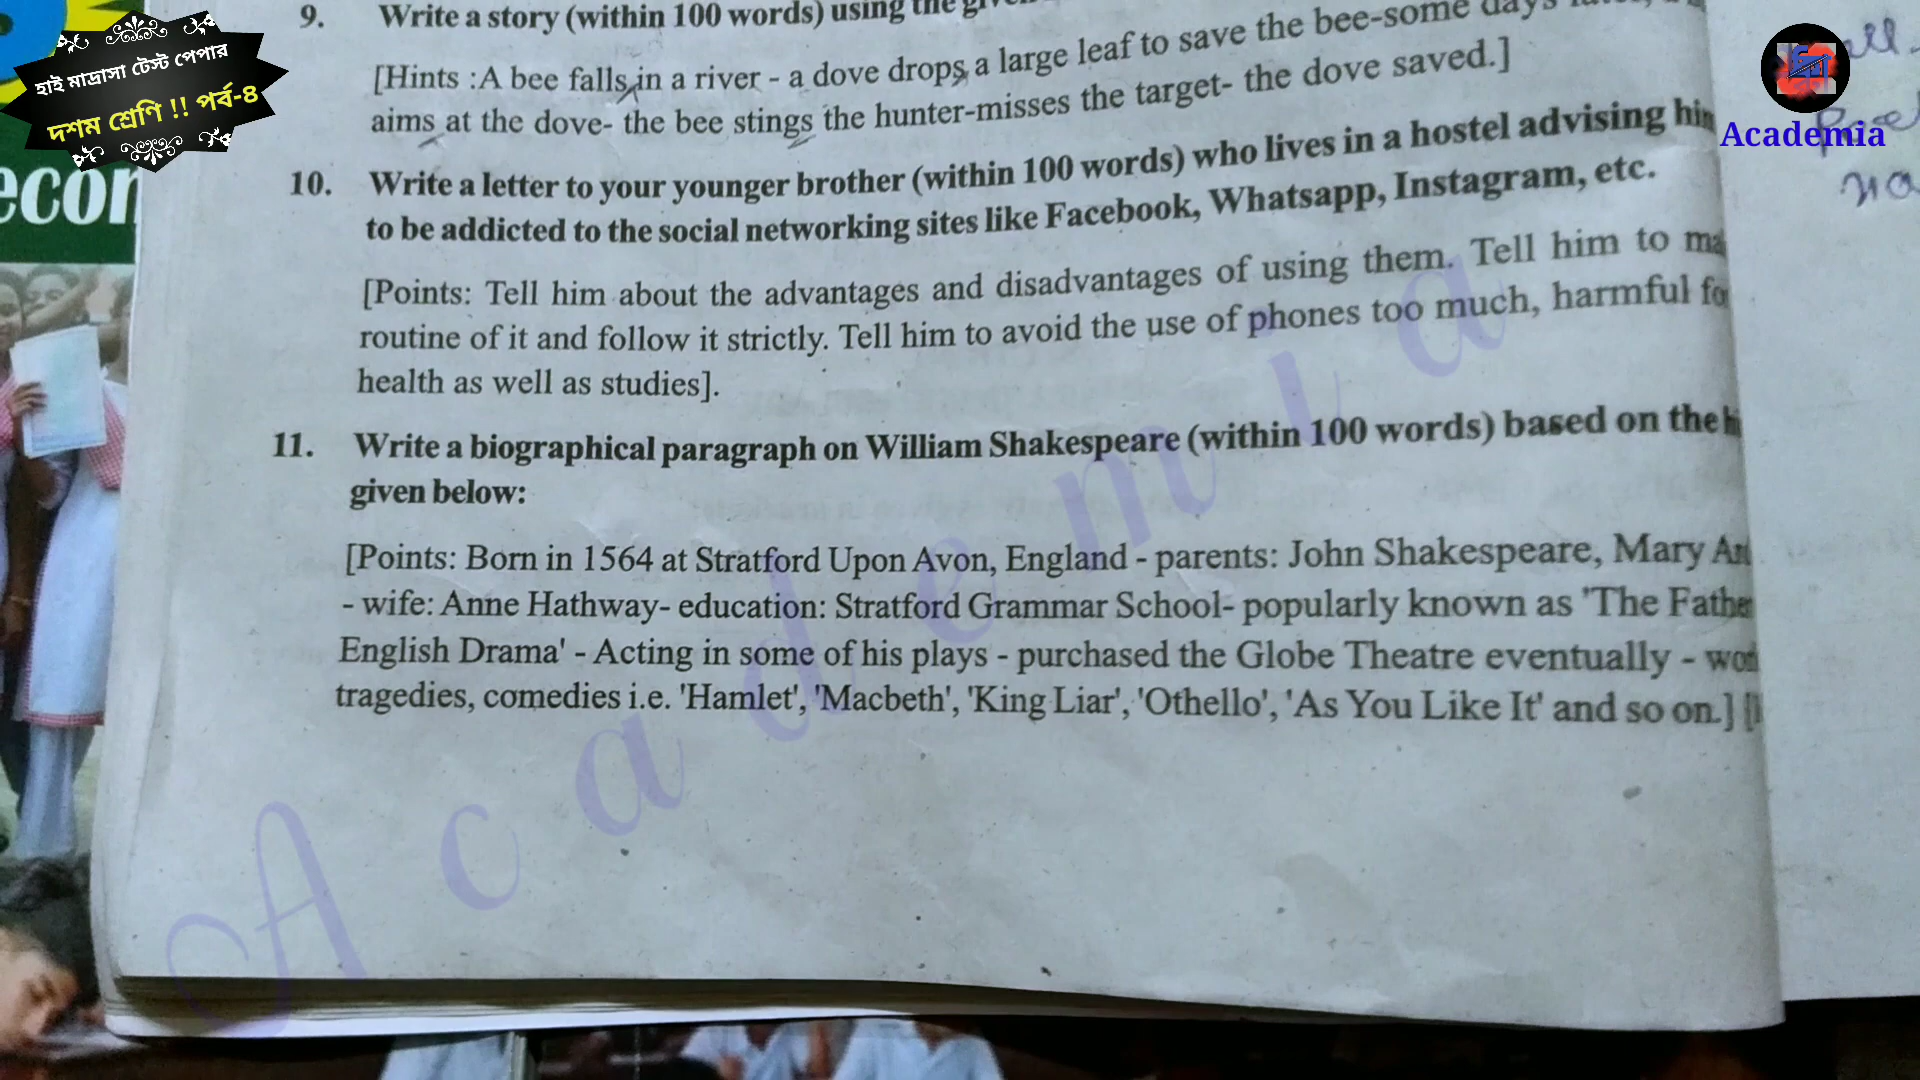 হাই মাদ্রাসা টেস্ট পেপার
দশম শ্রেণি !! পর্ব-৪
9. Write a story (within 100 words) using the
[Hints :A bee falls in a river - a dove drops a large leaf to save the bee-some days
aims at the dove- the bee stings the hunter-misses the target- the dove saved.]
10. Write a letter to your younger brother (within 100 words) who lives in a hostel advising
to be addicted to the social networking sites like Facebook, Whatsapp, Instagram, etc.
[Points: Tell him about the advantages and disadvantages of using them. Tell him to
routine of it and follow it strictly. Tell him to avoid the use of phones too much, harmful
health as well as studies].
11. Write a biographical paragraph on William Shakespeare (within 100 words) based on the
given below:
[Points: Born in 1564 at Stratford Upon Avon, England - parents: John Shakespeare, Mary
- wife: Anne Hathway- education: Stratford Grammar School- popularly known as 'The
English Drama' - Acting in some of his plays - purchased the Globe Theatre eventually -
tragedies, comedies i.e. 'Hamlet', 'Macbeth', 'King Liar', 'Othello', 'As You Like It' and so on.]
Academia
Academia